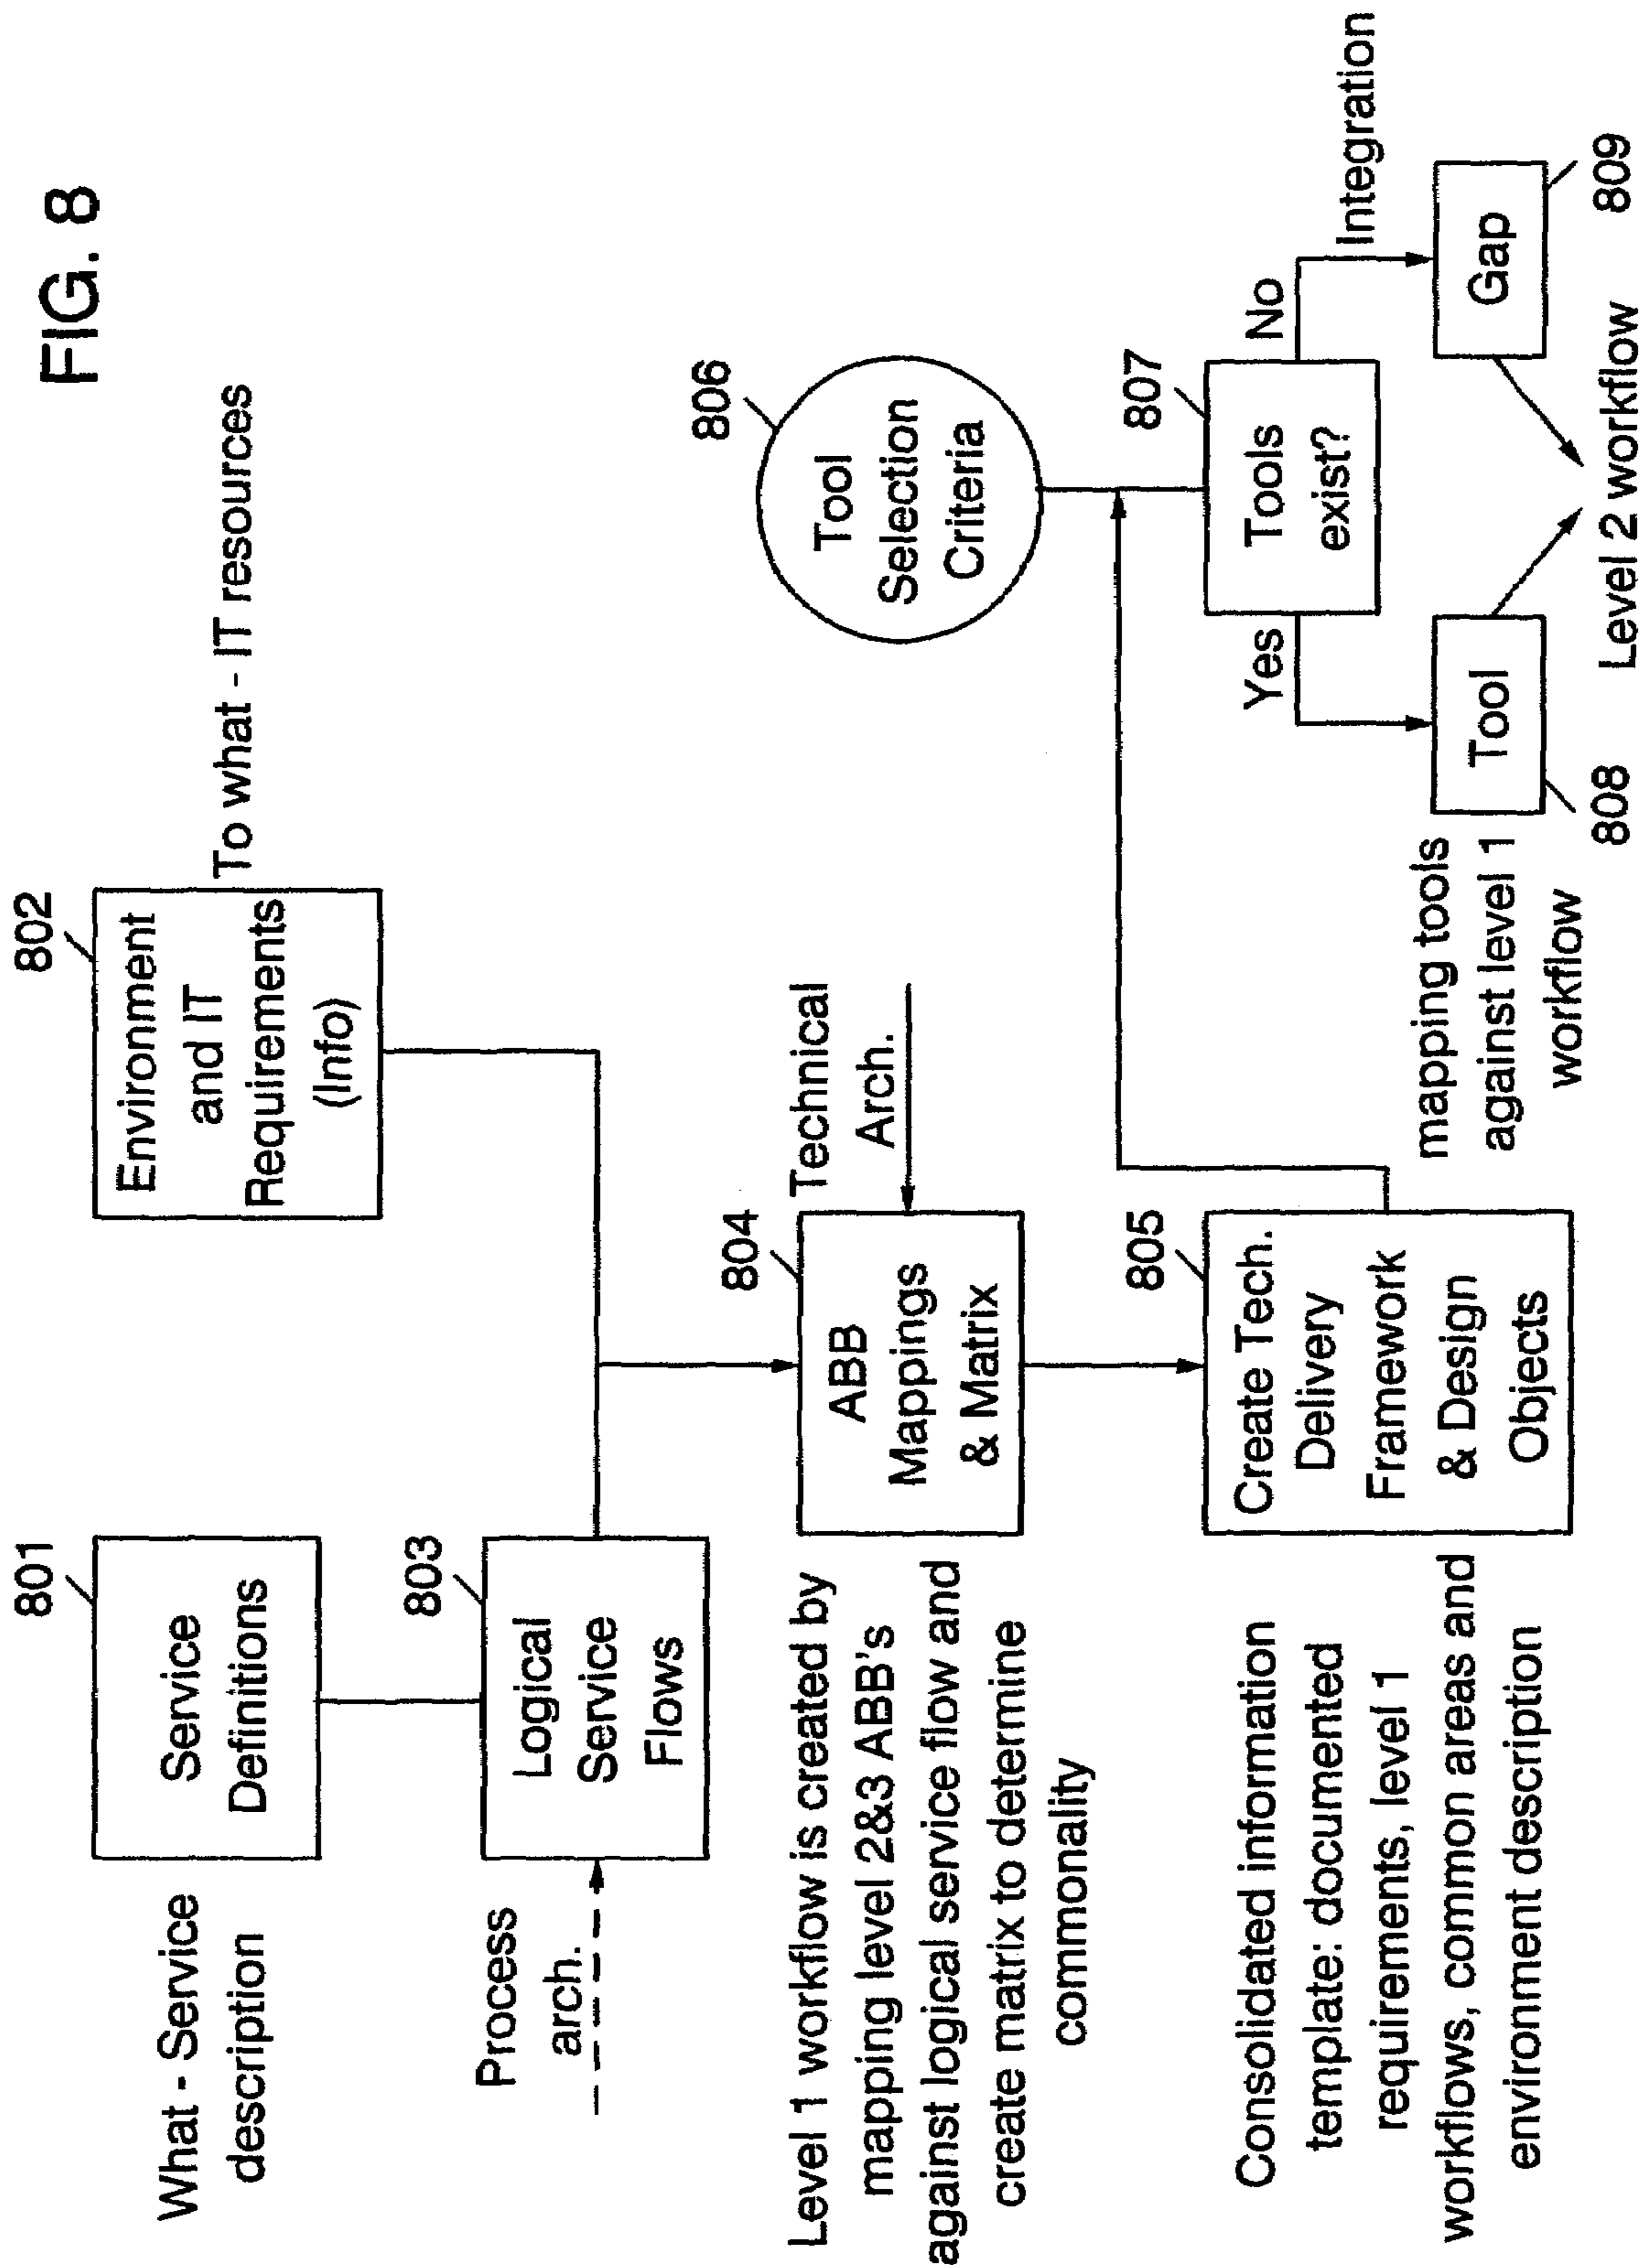 FIG. 8
What - Service
description
801
Service
Definitions
802
Environment
and IT
Requirements
(Info)
To what - IT resources
Process
arch.
803
Logical
Service
Flows
Level 1 workflow is created by
mapping level 2&3 ABB's
against logical service flow and
create matrix to determine
commonality
804
ABB
Mappings
& Matrix
Technical
Arch.
806
Tool
Selection
Criteria
Consolidated information
template: documented
requirements, level 1
workflows, common areas and
environment description
805
Create Tech.
Delivery
Framework
& Design
Objects
807
Tools
exist?
Yes
No
Integration
mapping tools
against level 1
workflow
Tool
808
Gap
809
Level 2 workflow